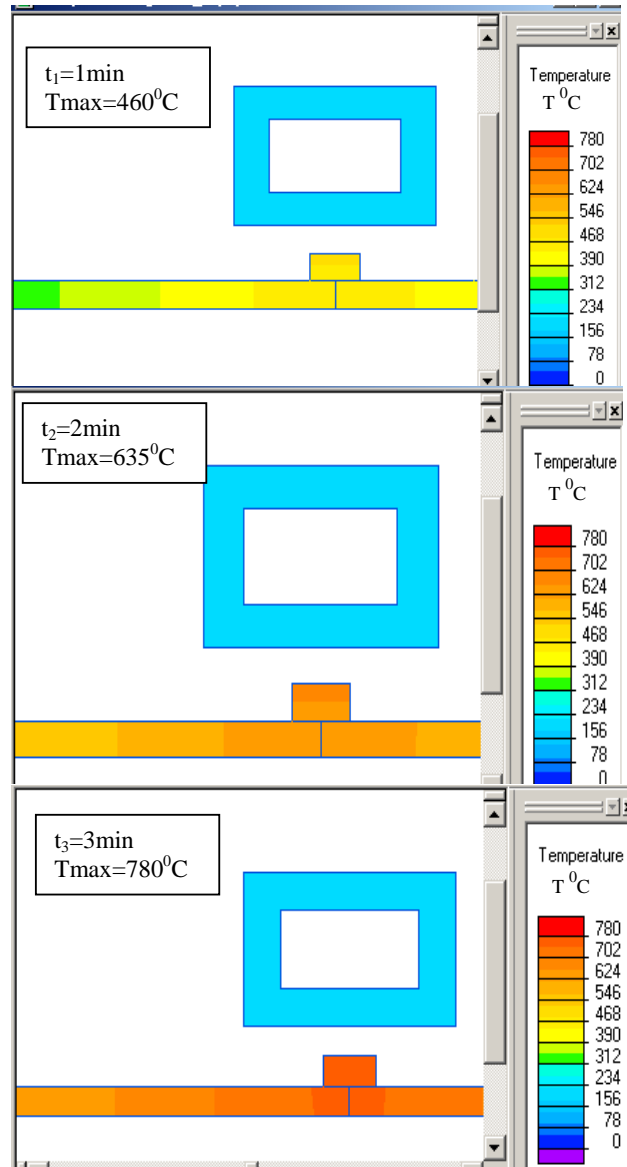 t₁=1min
Tmax=460⁰C
Temperature
T ⁰C
780
702
624
546
468
390
312
234
156
78
0
t₂=2min
Tmax=635⁰C
Temperature
T ⁰C
780
702
624
546
468
390
312
234
156
78
0
t₃=3min
Tmax=780⁰C
Temperature
T ⁰C
780
702
624
546
468
390
312
234
156
78
0